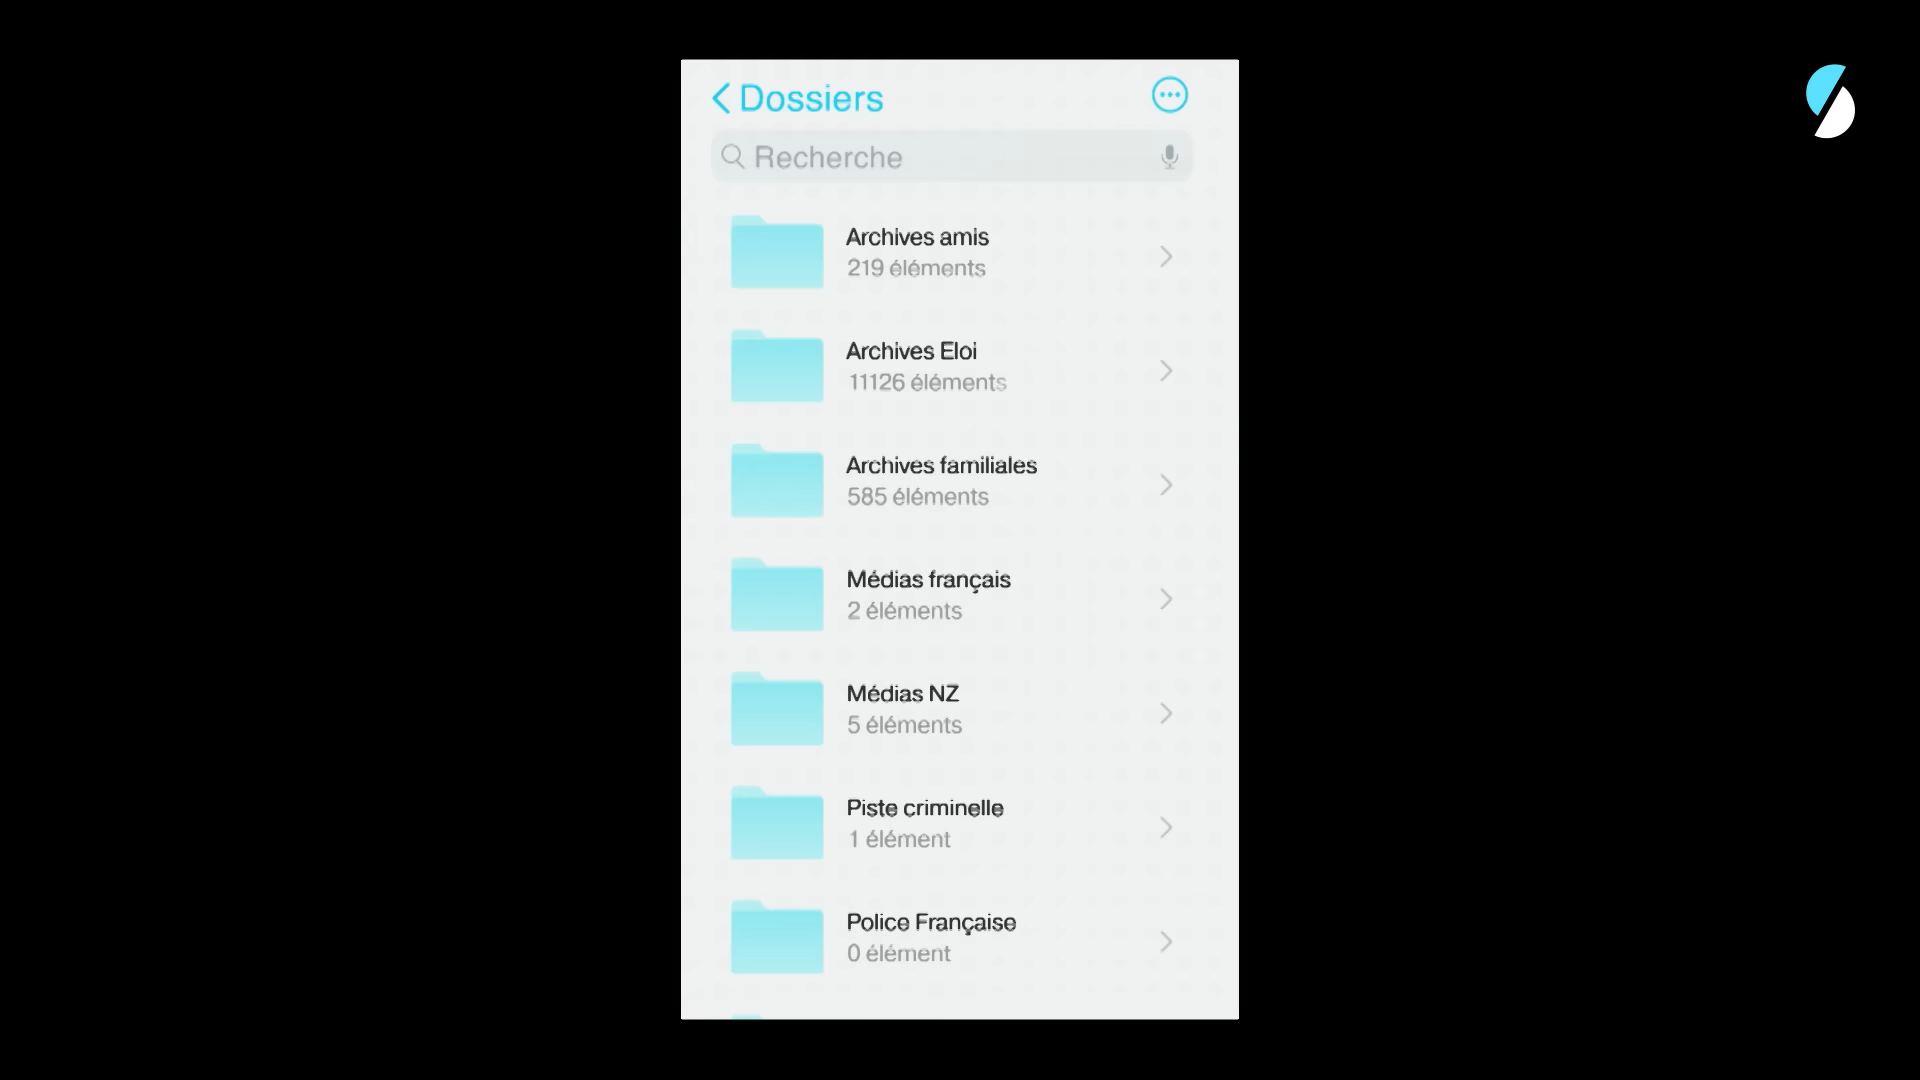 Dossiers
Recherche
Archives amis
219 éléments
Archives Eloi
11126 éléments
Archives familiales
585 éléments
Médias français
2 éléments
Médias NZ
5 éléments
Piste criminelle
1 élément
Police Française
0 élément